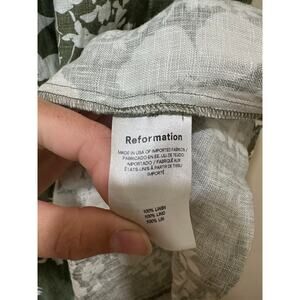 Reformation
MADE IN USA OF IMPORTED FABRICS /
FABRICADO EN EE. UU. DE TEJIDO
IMPORTADO / FABRIQUÉ AUX
ÉTATS-UNIS À PARTIR DE TISSU
IMPORTÉ
100% LINEN
100% LINO
100% LIN